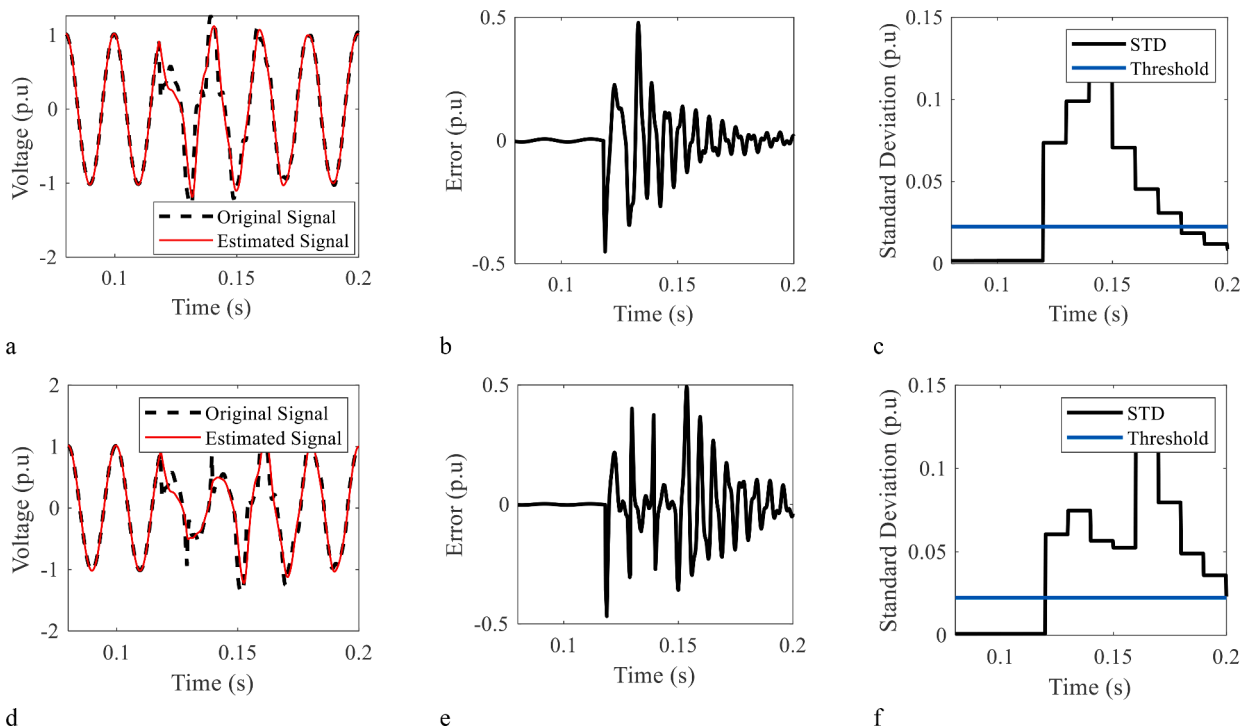 1
0
-1
-2
Voltage (p.u)
Original Signal
Estimated Signal
0.1
0.15
0.2
Time (s)
a
0.5
0
-0.5
Error (p.u)
0.1
0.15
0.2
Time (s)
b
0.15
0.1
0.05
0
Standard Deviation (p.u)
STD
Threshold
0.1
0.15
0.2
Time (s)
c
2
1
0
-1
-2
Voltage (p.u)
Original Signal
Estimated Signal
0.1
0.15
0.2
Time (s)
d
0.5
0
-0.5
Error (p.u)
0.1
0.15
0.2
Time (s)
e
0.15
0.1
0.05
0
Standard Deviation (p.u)
STD
Threshold
0.1
0.15
0.2
Time (s)
f